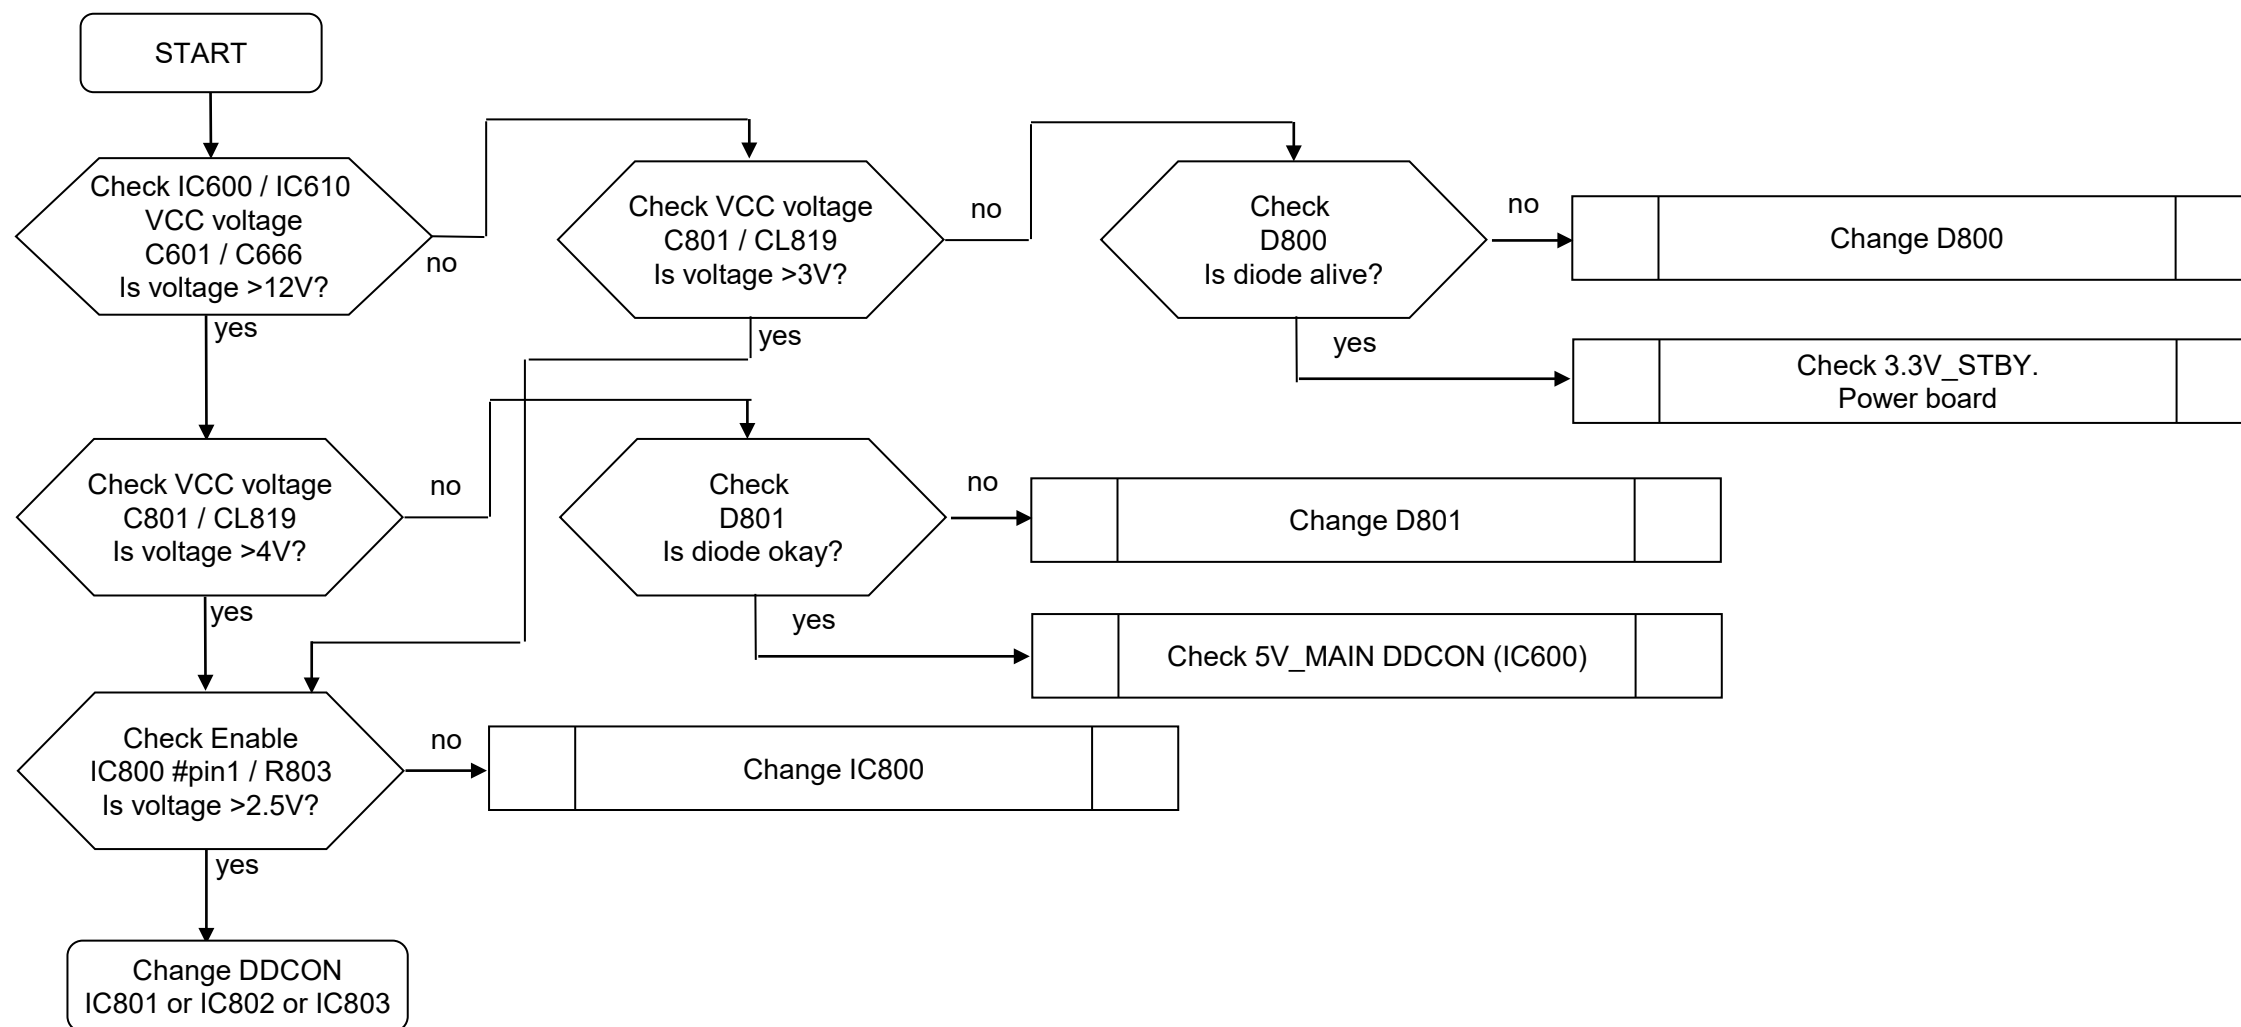 START
Check IC600 / IC610
VCC voltage
C601 / C666
Is voltage >12V?
no
yes
Check VCC voltage
C801 / CL819
Is voltage >3V?
no
yes
Check
D800
Is diode alive?
no
Change D800
yes
Check 3.3V_STBY.
Power board
Check VCC voltage
C801 / CL819
Is voltage >4V?
no
yes
Check
D801
Is diode okay?
no
Change D801
yes
Check 5V_MAIN DDCON (IC600)
Check Enable
IC800 #pin1 / R803
Is voltage >2.5V?
no
Change IC800
yes
Change DDCON
IC801 or IC802 or IC803